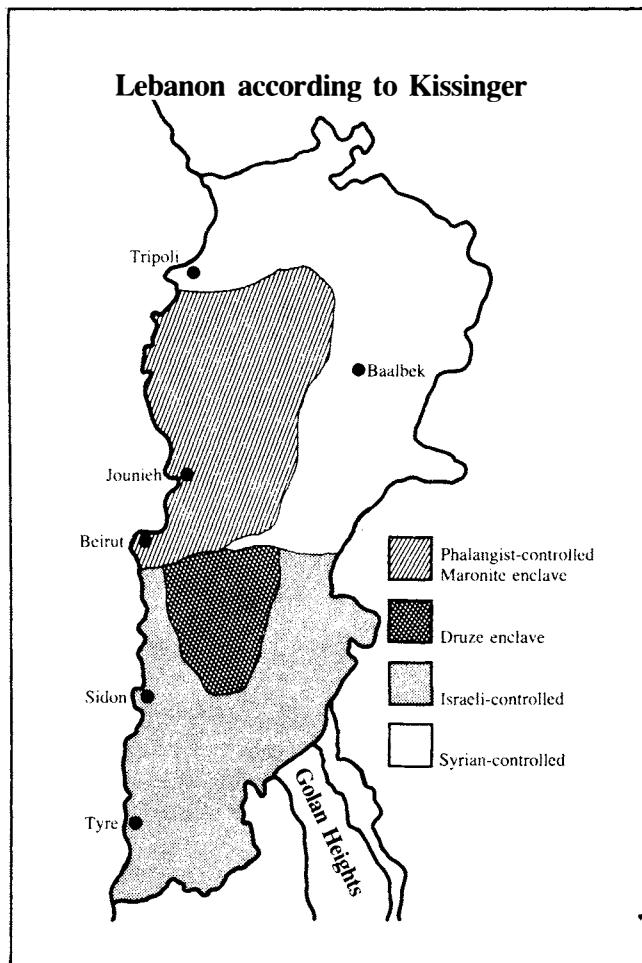 Lebanon according to Kissinger
Tripoli
Baalbek
Jounieh
Beirut
Phalangist-controlled
Maronite enclave
Druze enclave
Sidon
Israeli-controlled
Syrian-controlled
Golan Heights
Tyre